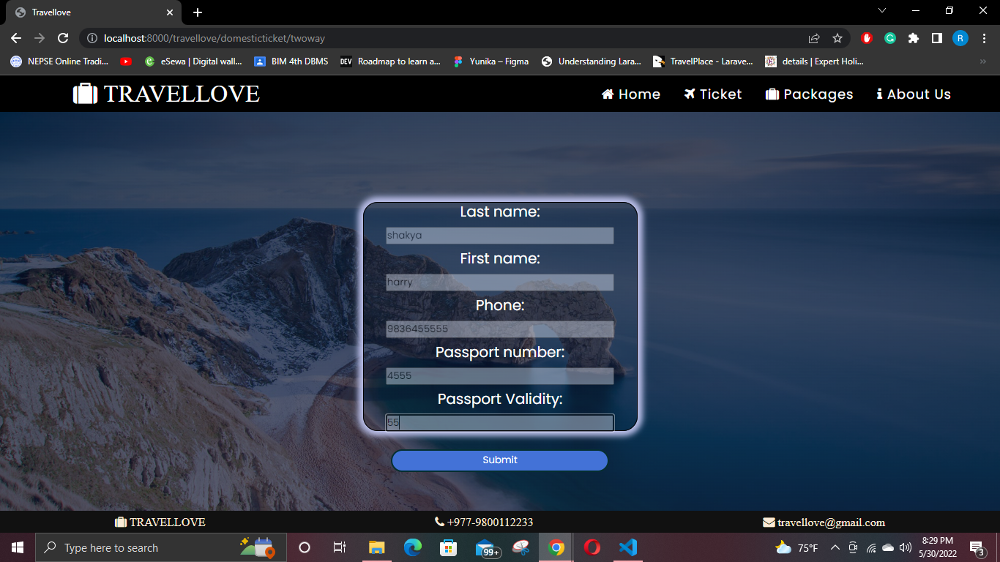 Travellove
localhost:8000/travellove/domesticticket/twoway
R
NEPSE Online Tradi...
eSewa | Digital wall...
BIM 4th DBMS
DEV Roadmap to learn a...
Yunika – Figma
Understanding Lara...
TravelPlace - Larave...
details | Expert Holi...
TRAVELLOVE
Home
Ticket
Packages
About Us
Last name:
shakya
First name:
harry
Phone:
9836455555
Passport number:
4555
Passport Validity:
55
Submit
TRAVELLOVE
+977-9800112233
travellove@gmail.com
Type here to search
99+
75°F
8:29 PM
5/30/2022
3